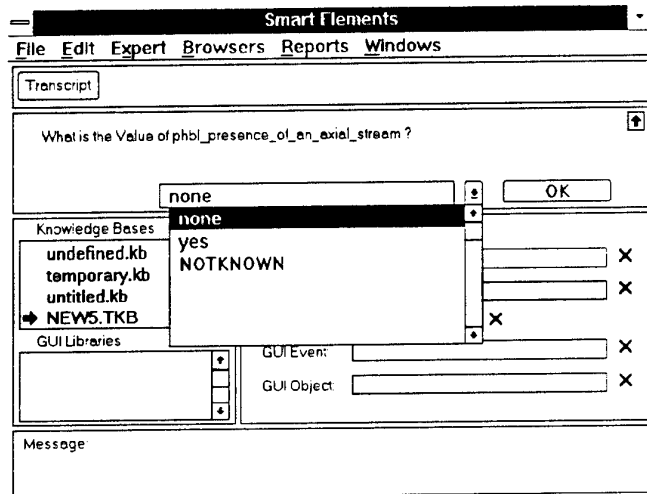 Smart Elements
File Edit Expert Browsers Reports Windows
Transcript
What is the Value of phbl_presence_of_an_axial_stream ?
none
OK
none
yes
NOTKNOWN
Knowledge Bases
undefined.kb
temporary.kb
untitled.kb
NEW5.TKB
GUI Libraries
GUI Event:
GUI Object:
Message: